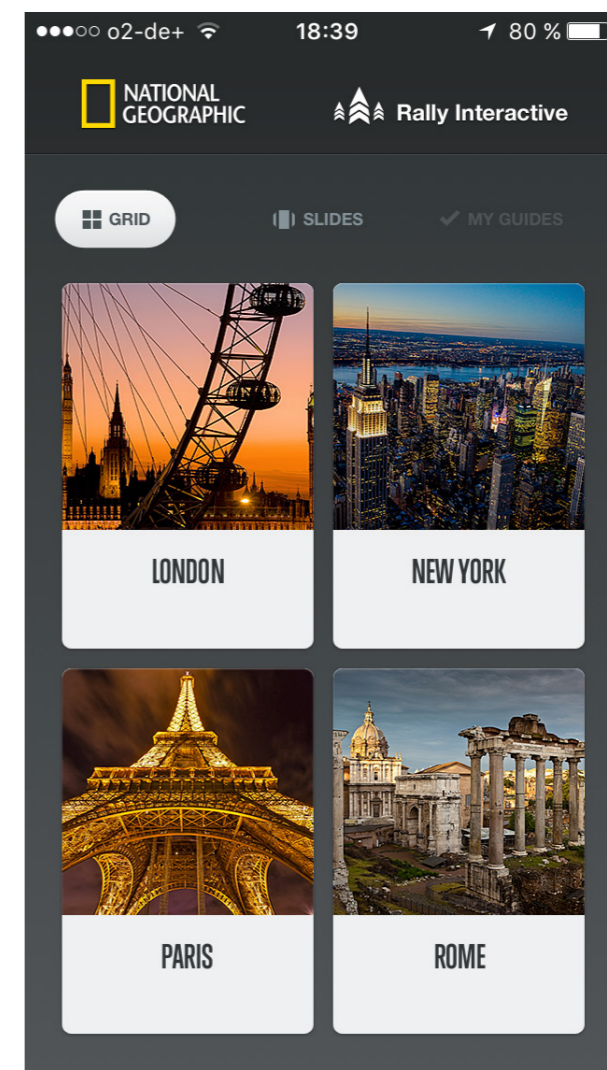 o2-de+ 18:39 80 %
NATIONAL
GEOGRAPHIC
Rally Interactive
GRID SLIDES MY GUIDES
LONDON NEW YORK
PARIS ROME